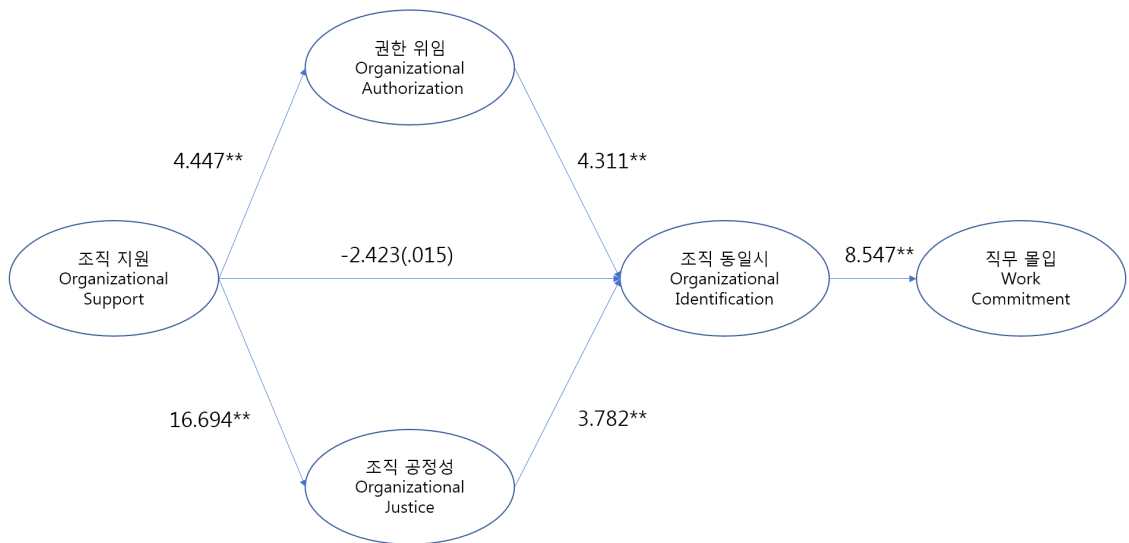 권한 위임
Organizational
Authorization
4.447**
4.311**
조직 지원
Organizational
Support
-2.423(.015)
조직 동일시
Organizational
Identification
8.547**
직무 몰입
Work
Commitment
16.694**
3.782**
조직 공정성
Organizational
Justice